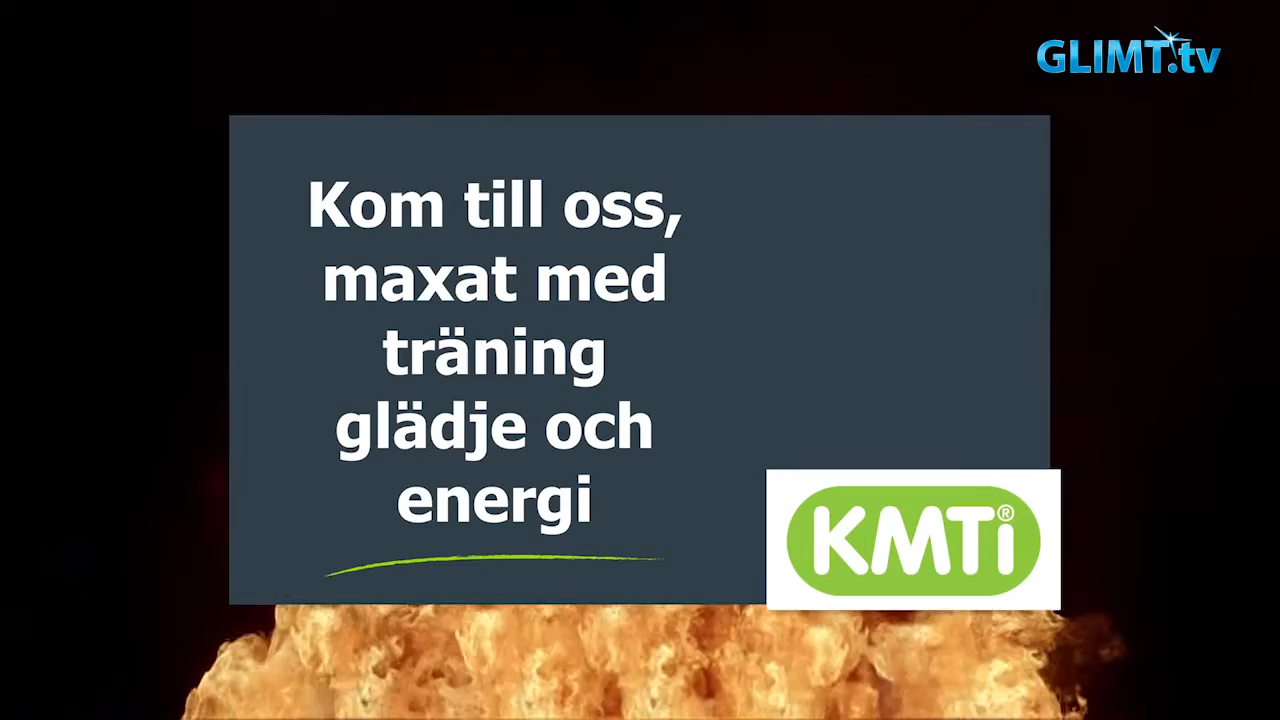 GLIMT.tv
Kom till oss,
maxat med
träning
glädje och
energi
KMTi®